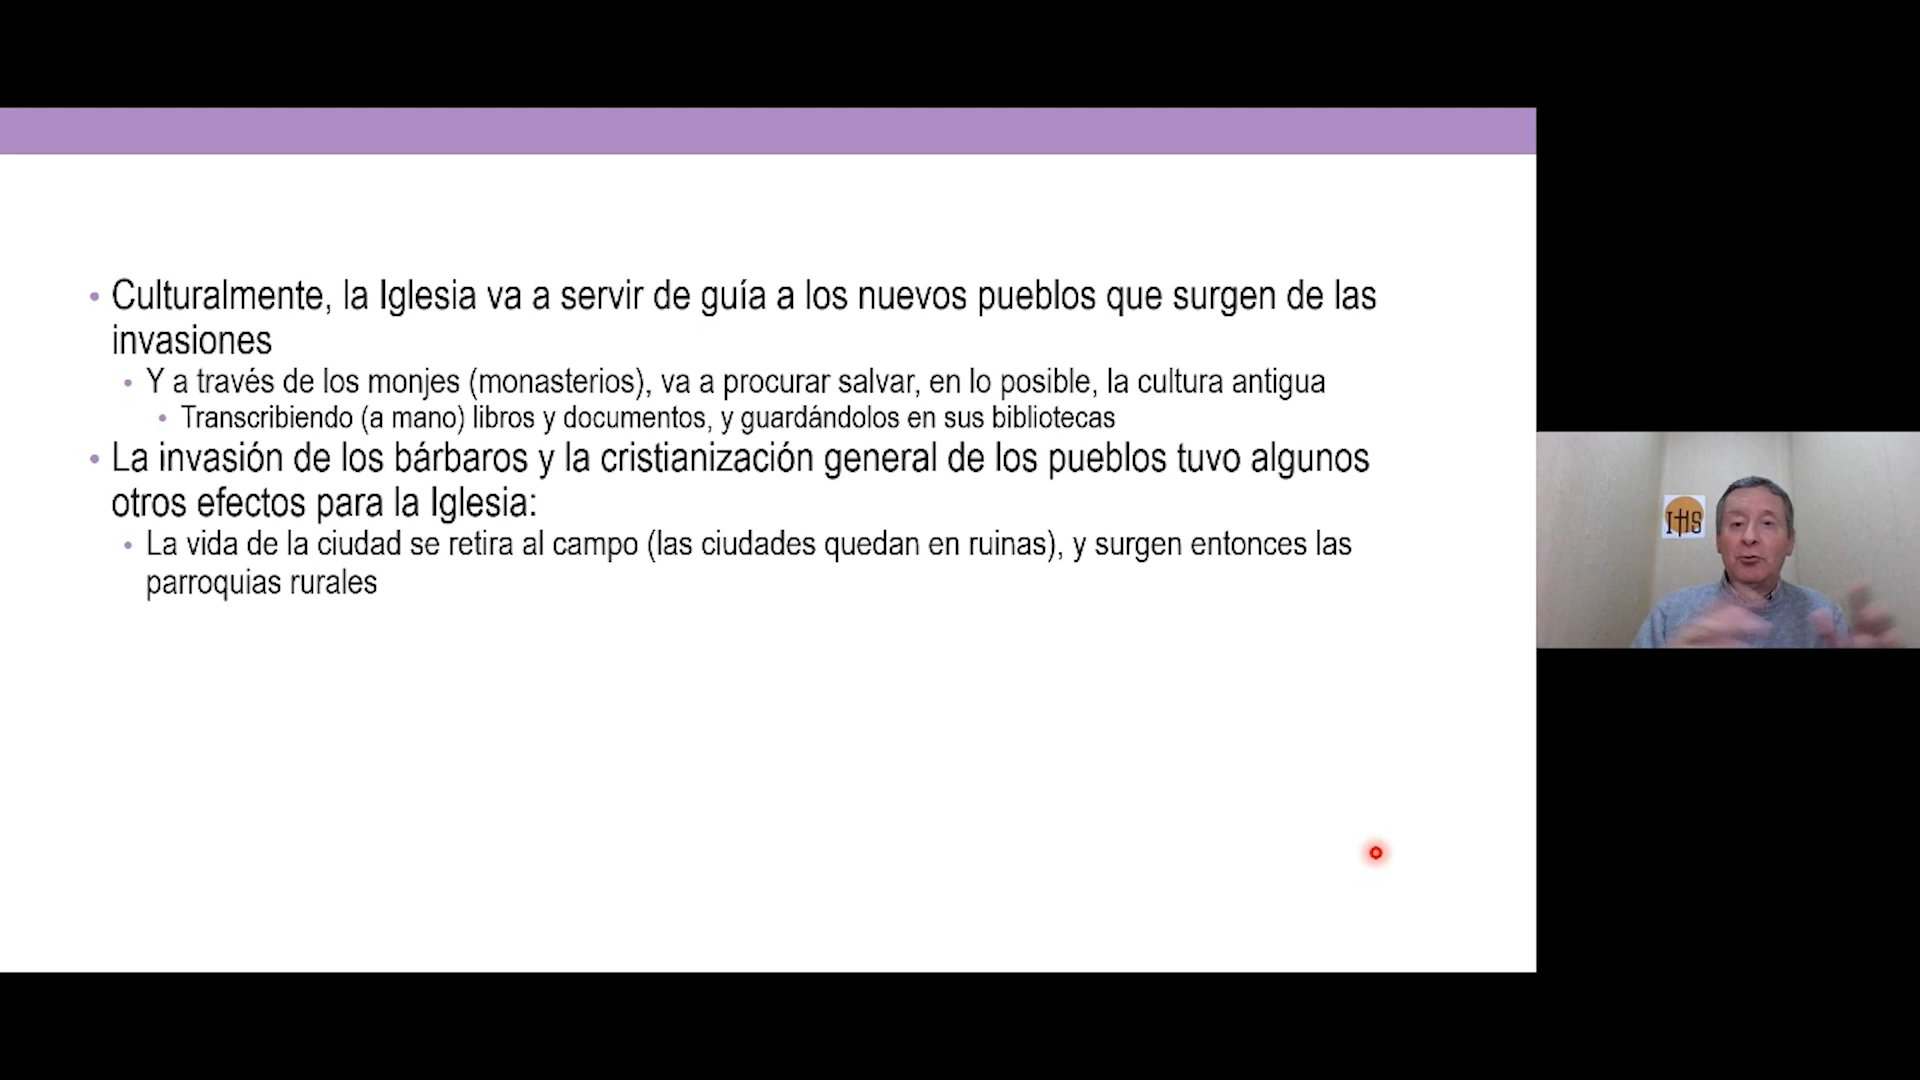 • Culturalmente, la Iglesia va a servir de guía a los nuevos pueblos que surgen de las
invasiones
• Y a través de los monjes (monasterios), va a procurar salvar, en lo posible, la cultura antigua
• Transcribiendo (a mano) libros y documentos, y guardándolos en sus bibliotecas
• La invasión de los bárbaros y la cristianización general de los pueblos tuvo algunos
otros efectos para la Iglesia:
• La vida de la ciudad se retira al campo (las ciudades quedan en ruinas), y surgen entonces las
parroquias rurales
IHS